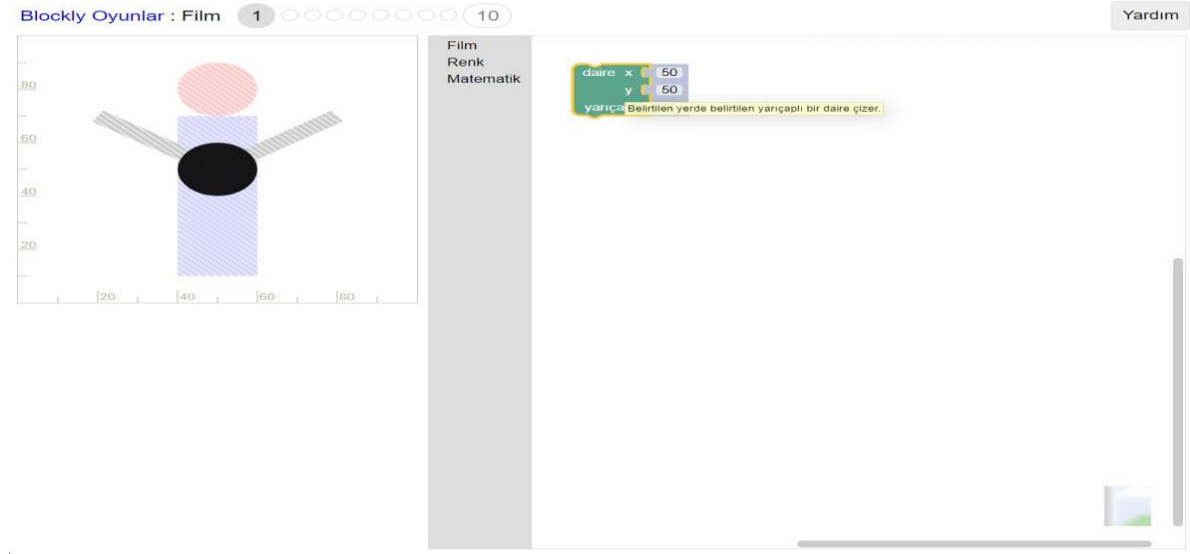 Blockly Oyunlar : Film 1 10 Yardım
Film
Renk
Matematik
daire x 50
y 50
yarıça Belirtilen yerde belirtilen yarıçaplı bir daire çizer.
80
60
40
20
20 40 60 80